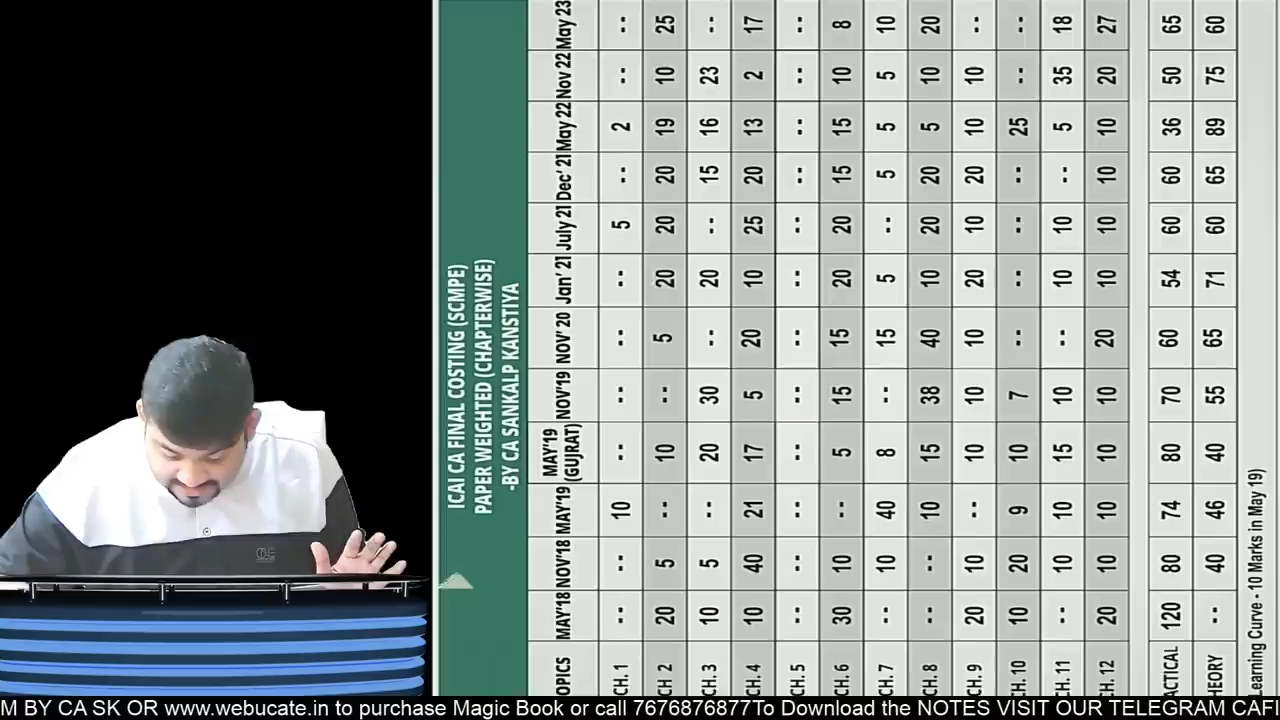 ICAI CA FINAL COSTING (SCMPE)
PAPER WEIGHTED (CHAPTERWISE)
-BY CA SANKALP KANSTIYA
OPICS MAY'18 NOV'18 MAY'19 MAY'19 (GUJRAT) NOV'19 NOV' 20 Jan' 21 July 21 Dec' 21 May 22 Nov 22 May 23
CH. 1 -- -- 10 -- -- -- -- 5 -- 2 -- --
CH 2 20 5 -- 10 -- 5 20 20 20 19 10 25
CH. 3 10 5 -- 20 30 -- 20 -- 15 16 23 --
CH. 4 10 40 21 17 5 20 10 25 20 13 2 17
CH. 5 -- -- -- -- -- -- -- -- -- -- -- --
CH. 6 30 10 -- 5 15 15 20 20 15 15 10 8
CH. 7 -- 10 40 8 -- 15 5 -- 5 5 5 10
CH. 8 -- -- 10 15 38 40 10 20 20 5 10 20
CH. 9 20 10 -- 10 10 10 20 10 20 10 10 --
CH. 10 10 20 9 10 7 -- -- -- -- 25 -- --
CH. 11 -- 10 10 15 10 -- 10 10 -- 5 35 18
CH. 12 20 10 10 10 10 20 10 10 10 10 20 27
ACTICAL 120 80 74 80 70 60 54 60 60 36 50 65
HEORY -- 40 46 40 55 65 71 60 65 89 75 60
Learning Curve - 10 Marks in May 19)
M BY CA SK OR www.webucate.in to purchase Magic Book or call 7676876877To Download the NOTES VISIT OUR TELEGRAM CAFI